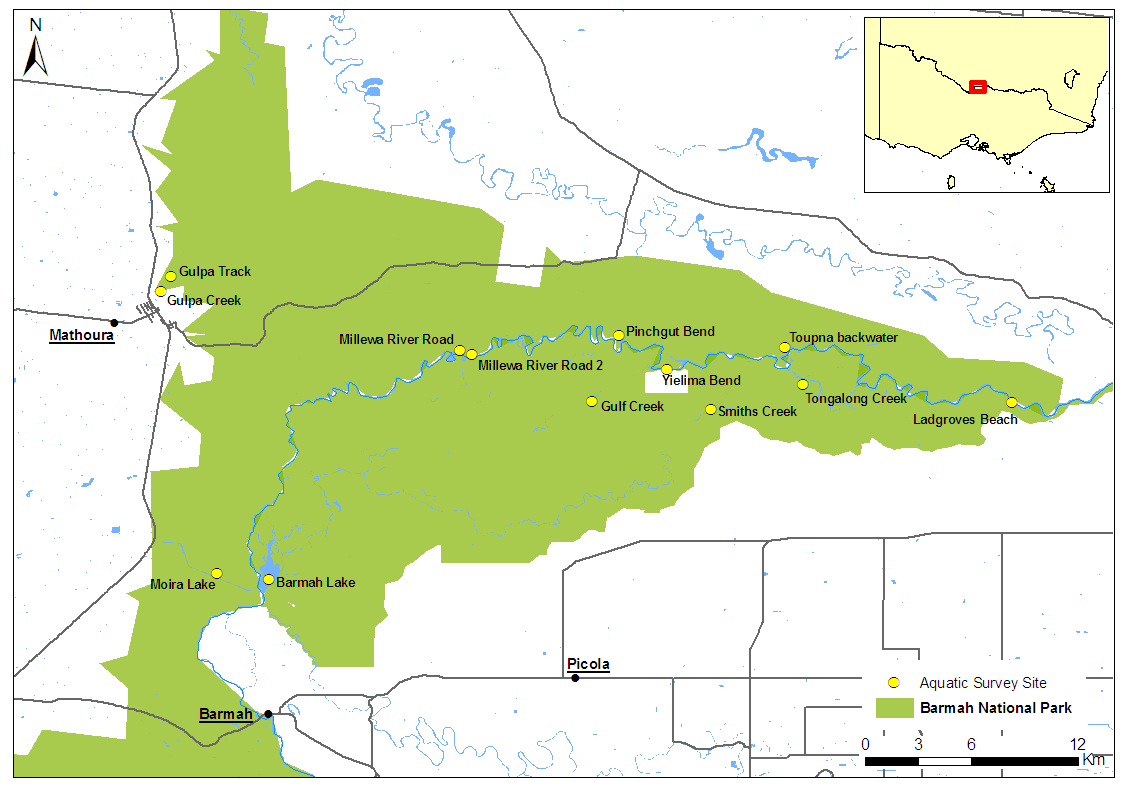 N
Gulpa Track
Gulpa Creek
Mathoura
Millewa River Road
Millewa River Road 2
Pinchgut Bend
Toupna backwater
Yielima Bend
Tongalong Creek
Gulf Creek
Smiths Creek
Ladgroves Beach
Moira Lake
Barmah Lake
Picola
Barmah
Aquatic Survey Site
Barmah National Park
0 3 6 12
Km